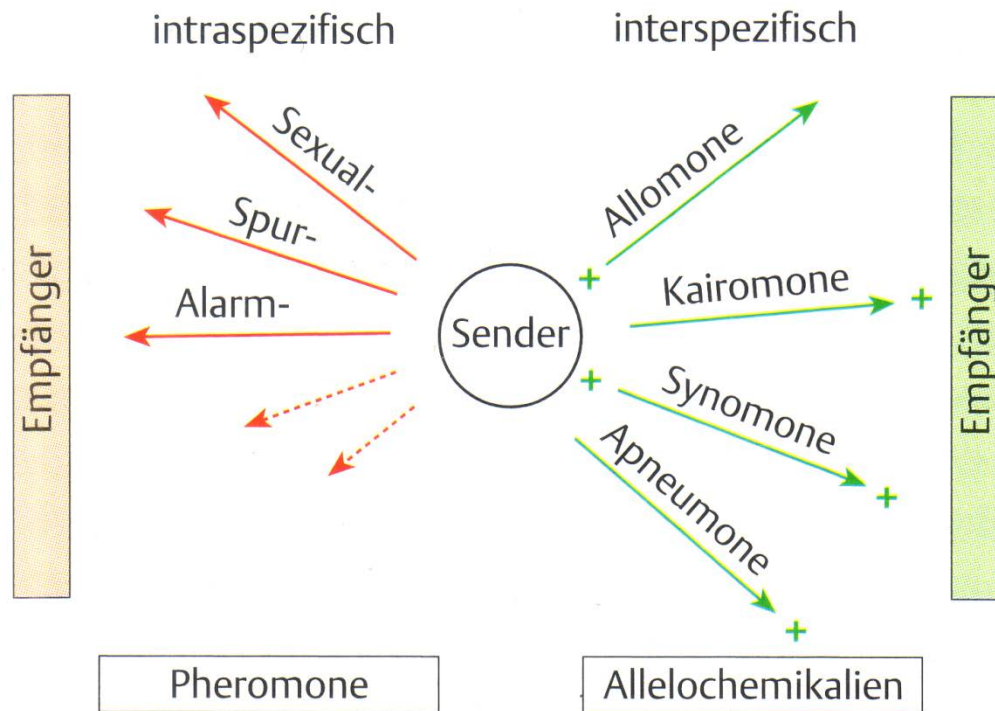 intraspezifisch
interspezifisch
Empfänger
Sexual-
Spur-
Alarm-
Sender
+
Allomone
Kairomone +
+
Synomone +
Apneumone +
Empfänger
Pheromone
Allelochemikalien